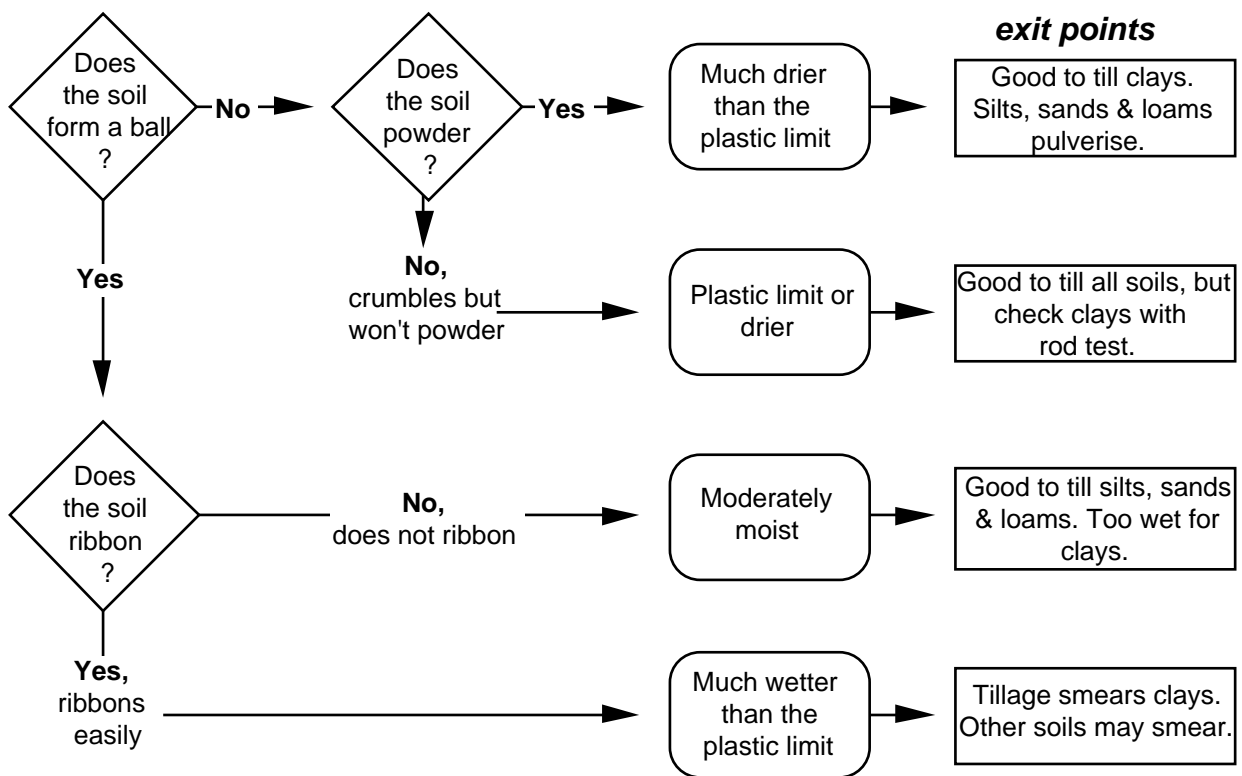 exit points
Does
the soil
form a ball
?
No
Does
the soil
powder
?
Yes
Much drier
than the
plastic limit
Good to till clays.
Silts, sands & loams
pulverise.
Yes
No,
crumbles but
won't powder
Plastic limit or
drier
Good to till all soils, but
check clays with
rod test.
Does
the soil
ribbon
?
No,
does not ribbon
Moderately
moist
Good to till silts, sands
& loams. Too wet for
clays.
Yes,
ribbons
easily
Much wetter
than the
plastic limit
Tillage smears clays.
Other soils may smear.